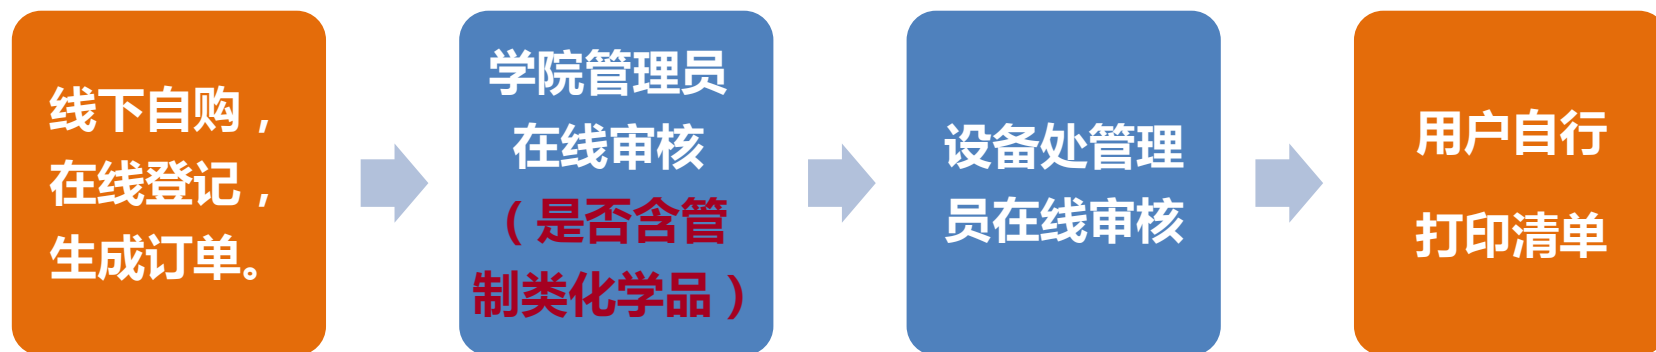 线下自购，
在线登记，
生成订单。
学院管理员
在线审核
（是否含管
制类化学品）
设备处管理
员在线审核
用户自行
打印清单